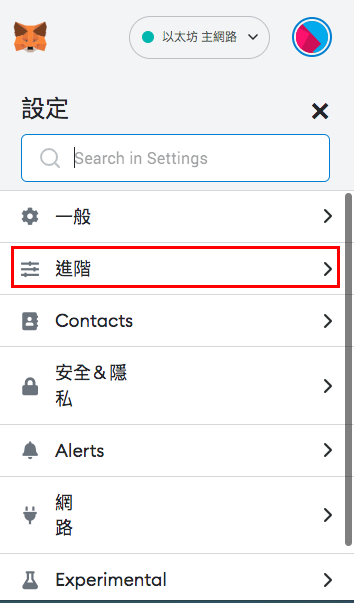 以太坊 主網路
設定
Search in Settings
一般
進階
Contacts
安全＆隱
私
Alerts
網
路
Experimental